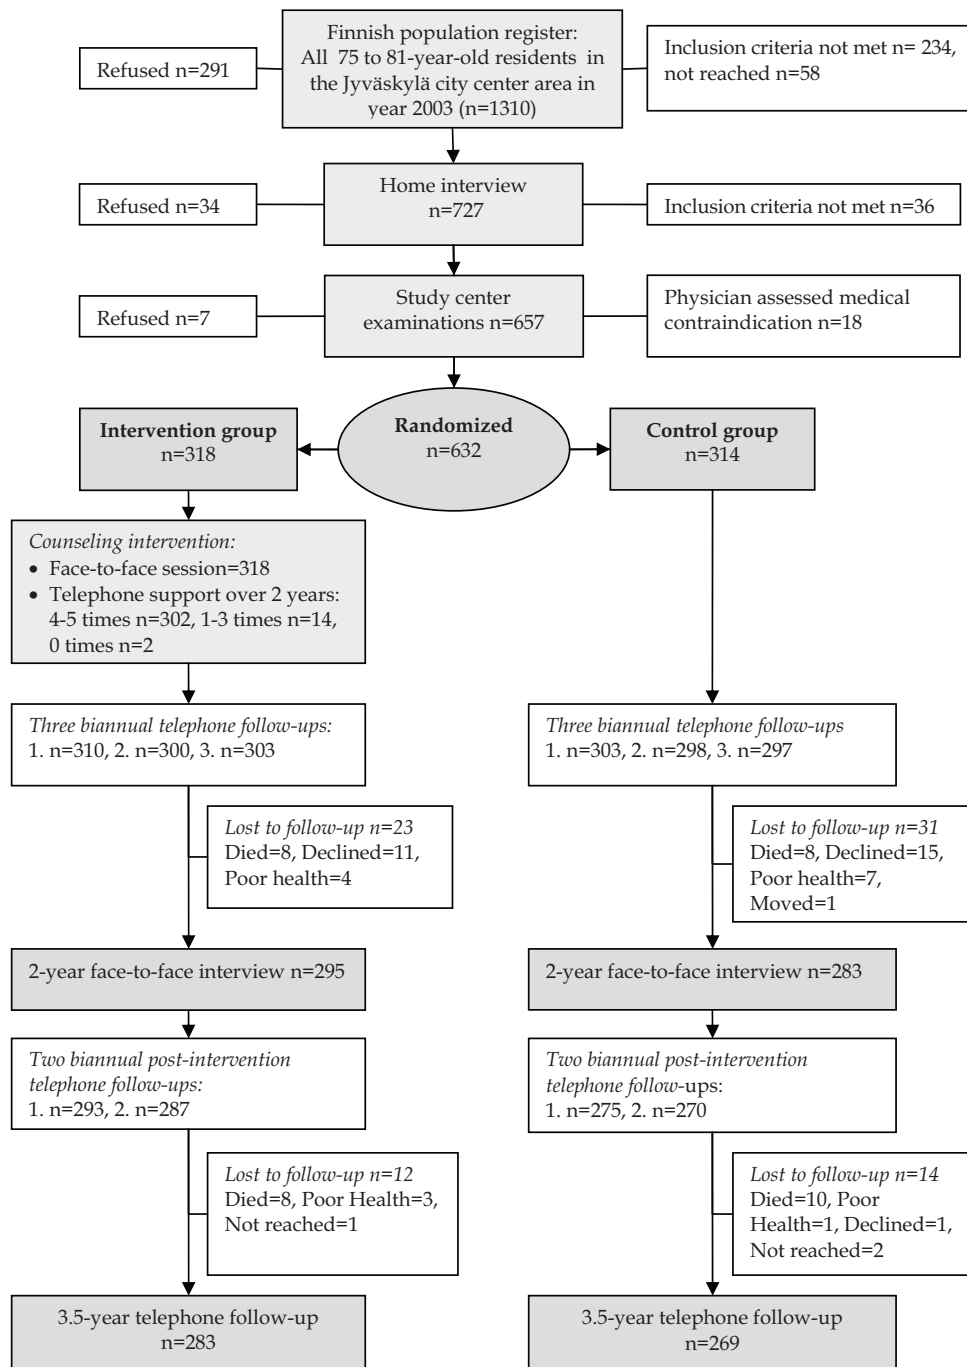 Finnish population register:
All 75 to 81-year-old residents in
the Jyväskylä city center area in
year 2003 (n=1310)
Refused n=291
Inclusion criteria not met n= 234,
not reached n=58
Home interview
n=727
Refused n=34
Inclusion criteria not met n=36
Study center
examinations n=657
Refused n=7
Physician assessed medical
contraindication n=18
Randomized
n=632
Intervention group
n=318
Control group
n=314
Counseling intervention:
• Face-to-face session=318
• Telephone support over 2 years:
4-5 times n=302, 1-3 times n=14,
0 times n=2
Three biannual telephone follow-ups:
1. n=310, 2. n=300, 3. n=303
Three biannual telephone follow-ups
1. n=303, 2. n=298, 3. n=297
Lost to follow-up n=23
Died=8, Declined=11,
Poor health=4
Lost to follow-up n=31
Died=8, Declined=15,
Poor health=7,
Moved=1
2-year face-to-face interview n=295
2-year face-to-face interview n=283
Two biannual post-intervention
telephone follow-ups:
1. n=293, 2. n=287
Two biannual post-intervention
telephone follow-ups:
1. n=275, 2. n=270
Lost to follow-up n=12
Died=8, Poor Health=3,
Not reached=1
Lost to follow-up n=14
Died=10, Poor
Health=1, Declined=1,
Not reached=2
3.5-year telephone follow-up
n=283
3.5-year telephone follow-up
n=269